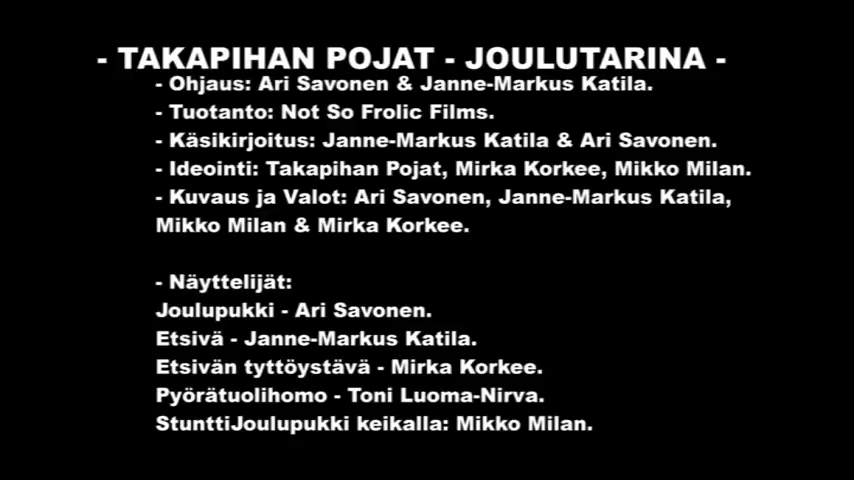 - TAKAPIHAN POJAT - JOULUTARINA -
- Ohjaus: Ari Savonen & Janne-Markus Katila.
- Tuotanto: Not So Frolic Films.
- Käsikirjoitus: Janne-Markus Katila & Ari Savonen.
- Ideointi: Takapihan Pojat, Mirka Korkee, Mikko Milan.
- Kuvaus ja Valot: Ari Savonen, Janne-Markus Katila,
Mikko Milan & Mirka Korkee.
- Näyttelijät:
Joulupukki - Ari Savonen.
Etsivä - Janne-Markus Katila.
Etsivän tyttöystävä - Mirka Korkee.
Pyörätuolihomo - Toni Luoma-Nirva.
StunttiJoulupukki keikalla: Mikko Milan.